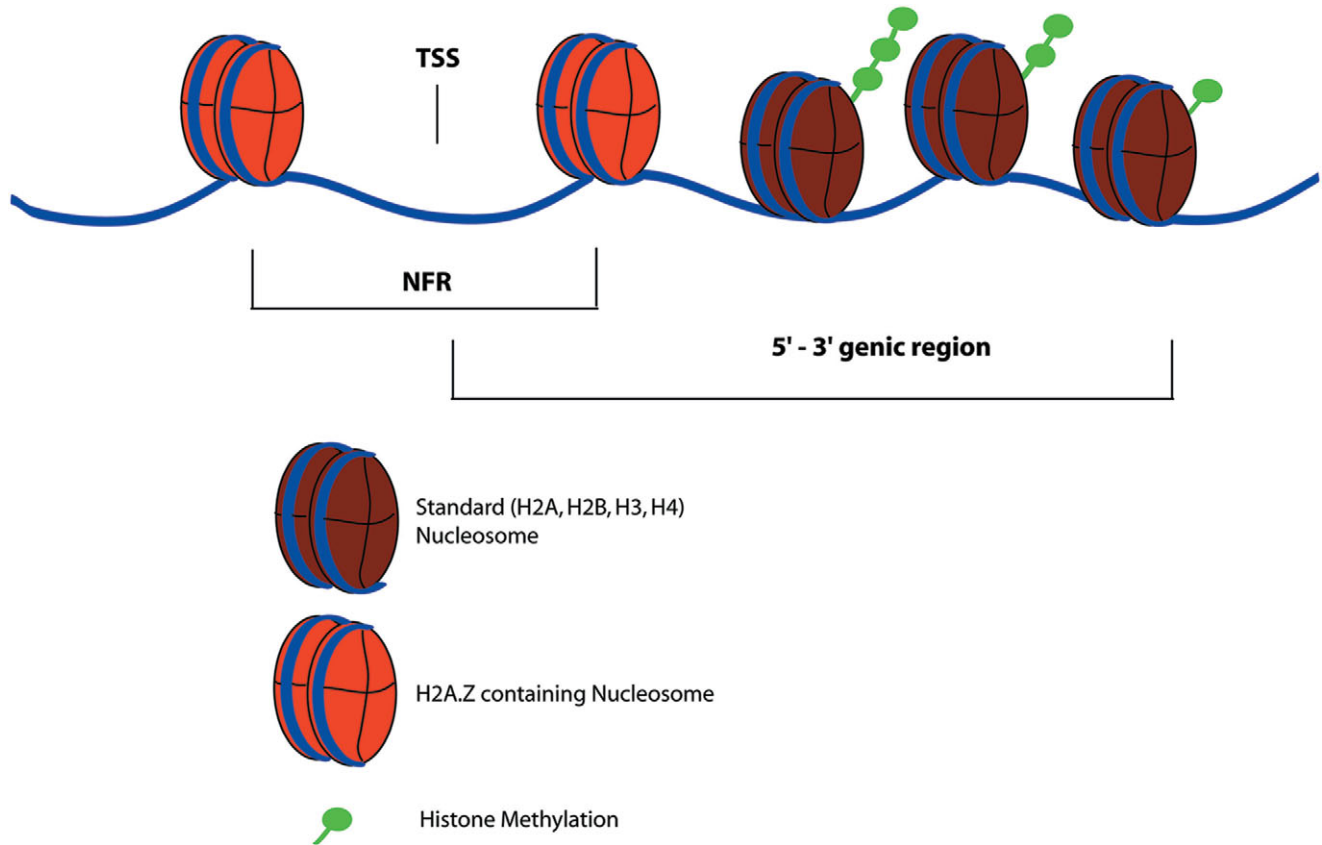 TSS
NFR
5' - 3' genic region
Standard (H2A, H2B, H3, H4)
Nucleosome
H2A.Z containing Nucleosome
Histone Methylation